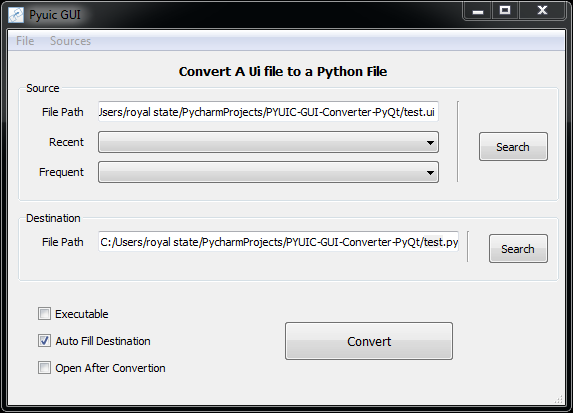 Pyuic GUI
File Sources
Convert A Ui file to a Python File
Source
File Path Jsers/royal state/PycharmProjects/PYUIC-GUI-Converter-PyQt/test.ui
Recent
Search
Frequent
Destination
File Path C:/Users/royal state/PycharmProjects/PYUIC-GUI-Converter-PyQt/test.py
Search
Executable
Auto Fill Destination
Convert
Open After Convertion